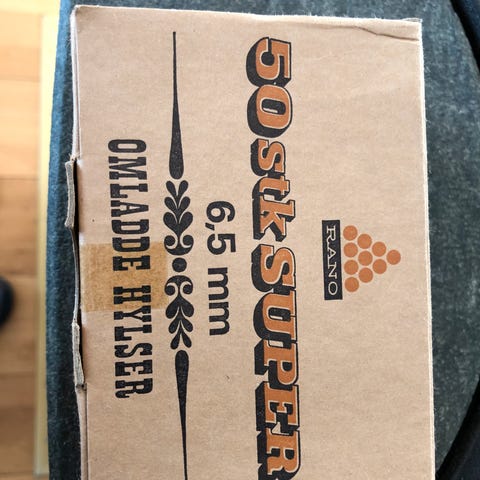 RANO
50 stk SUPER
6,5 mm
OMLADDE HYLSER